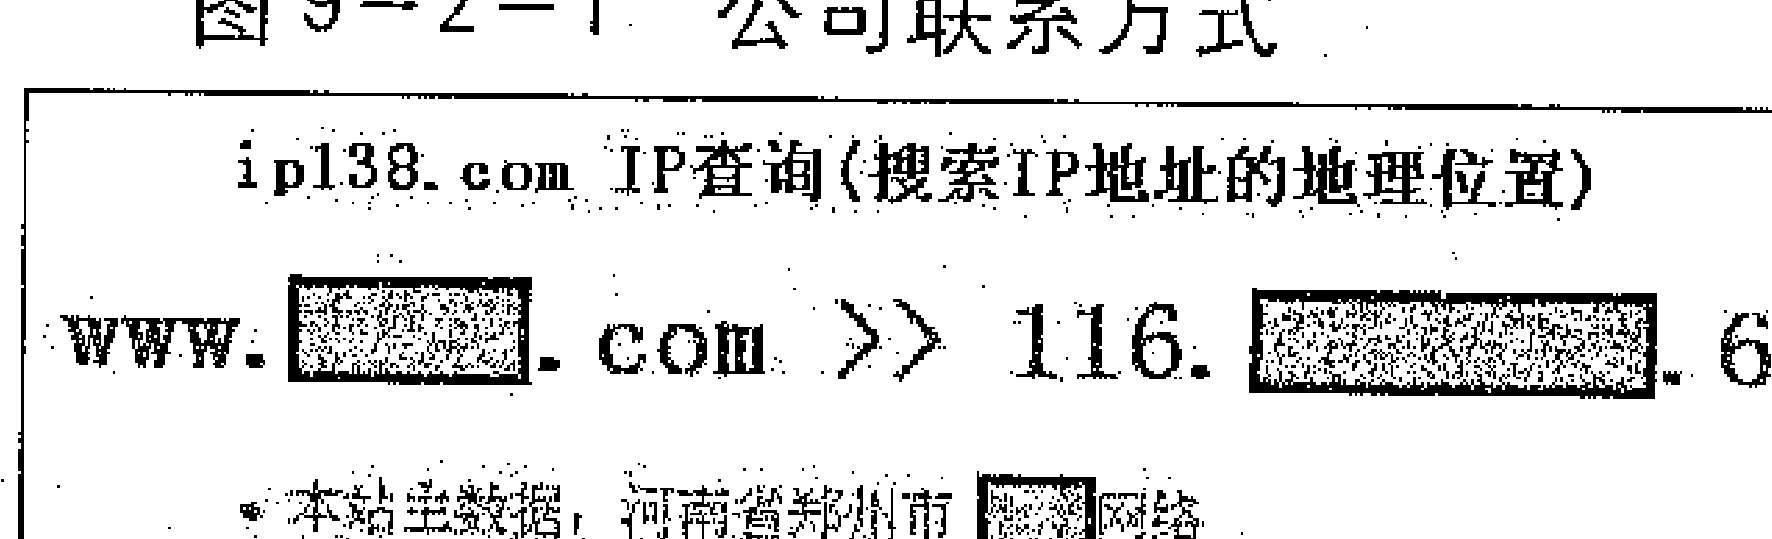 图9-2-1 公司联系方式
ip138.com IP查询(搜索IP地址的地理位置)
www. .com >> 116. .6
• 本站主数据：河南省郑州市 网络